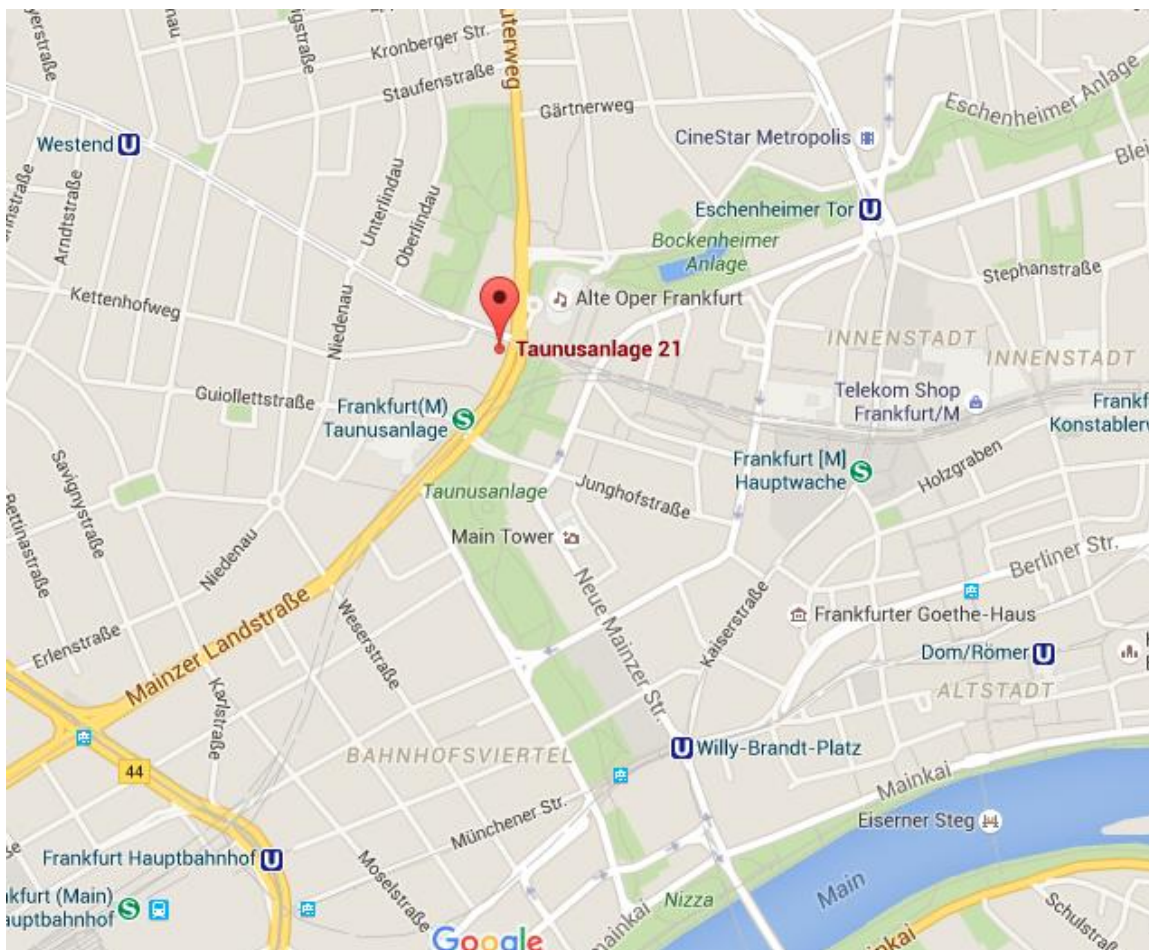 Kronberger Str.
Staufenstraße
Gärtnerweg
Eschenheimer Anlage
CineStar Metropolis
Westend
Arndtstraße
Unterlindau
Oberlindau
Eschenheimer Tor
Bockenheimer
Anlage
Stephanstraße
Kettenhofweg
Niedenau
Alte Oper Frankfurt
Taunusanlage 21
INNENSTADT
INNENSTADT
Guiollettstraße
Frankfurt(M)
Taunusanlage
Telekom Shop
Frankfurt/M
Savignystraße
Bettinastraße
Taunusanlage
Junghofstraße
Frankfurt [M]
Hauptwache
Holzgraben
Main Tower
Niedenau
Neue Mainzer Str.
Berliner Str.
Erlenstraße
Mainzer Landstraße
Weserstraße
Kaiserstraße
Frankfurter Goethe-Haus
Dom/Römer
ALTSTADT
Karlstraße
BAHNHOFSVIERTEL
Willy-Brandt-Platz
44
Mainkai
Münchener Str.
Eiserner Steg
Frankfurt Hauptbahnhof
Moselstraße
Nizza
Main
Schulstraße
Google